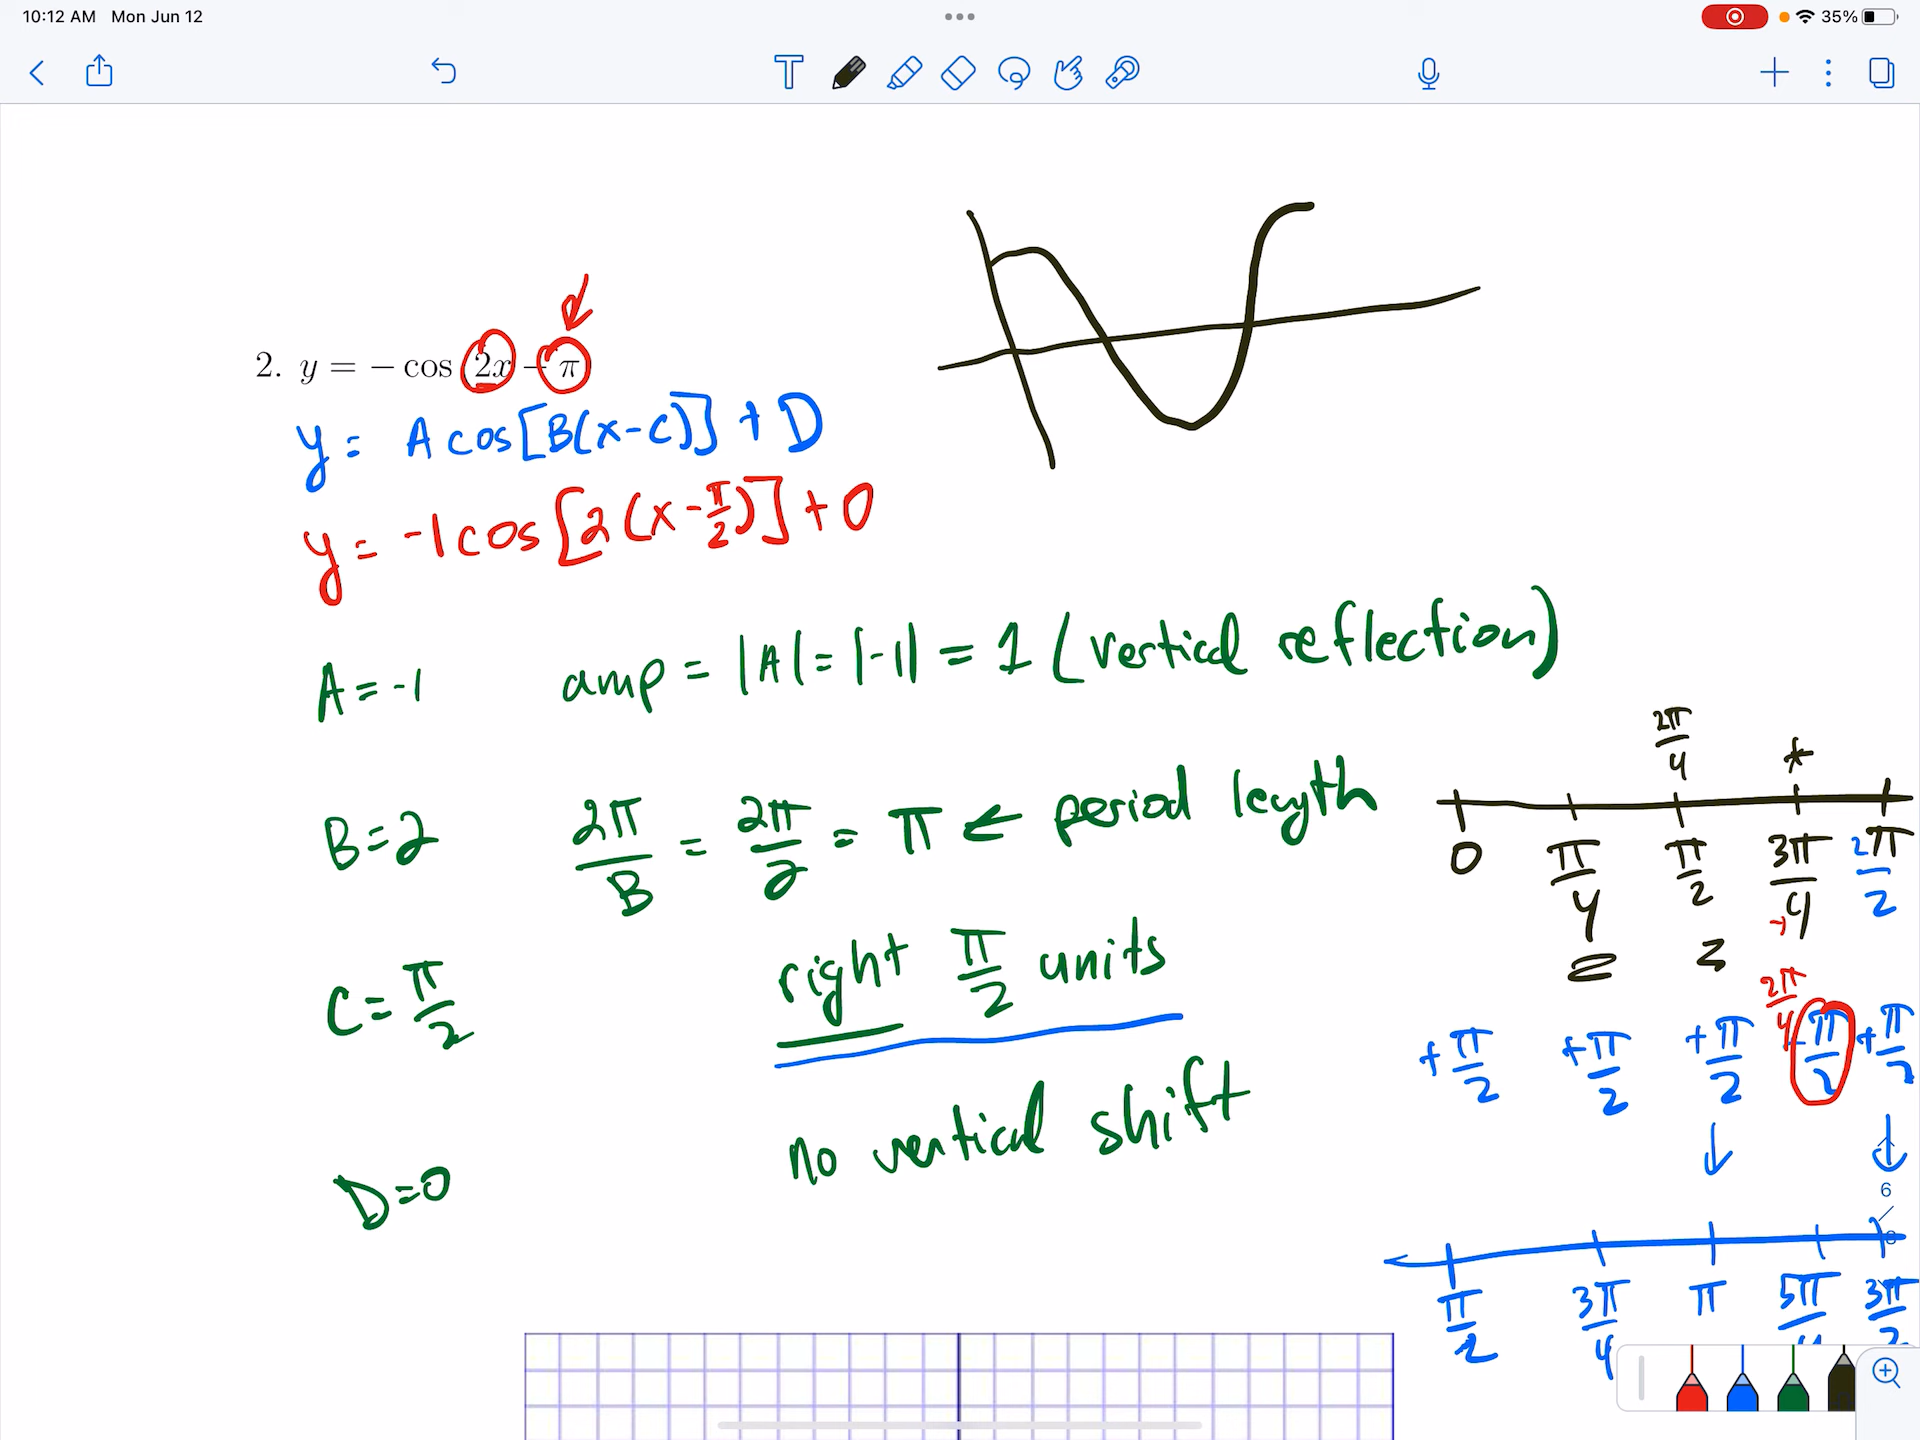 10:12 AM Mon Jun 12
35%
T
2. y = − cos (2x − π)
y = A cos[B(x-C)] + D
y = -1 cos[2(x-π/2)] + 0
A = -1 amp = |A| = |-1| = 1 (vertical reflection)
B = 2 2π/B = 2π/2 = π ← period length
C = π/2 right π/2 units
D = 0 no vertical shift
2π/4 *
0 π/4 π/2 3π/4 2π/2
2π/4
+π/2 +π/2 +π/2 +π/2 +π/2
6
π/2 3π/4 π 5π/4 3π/2